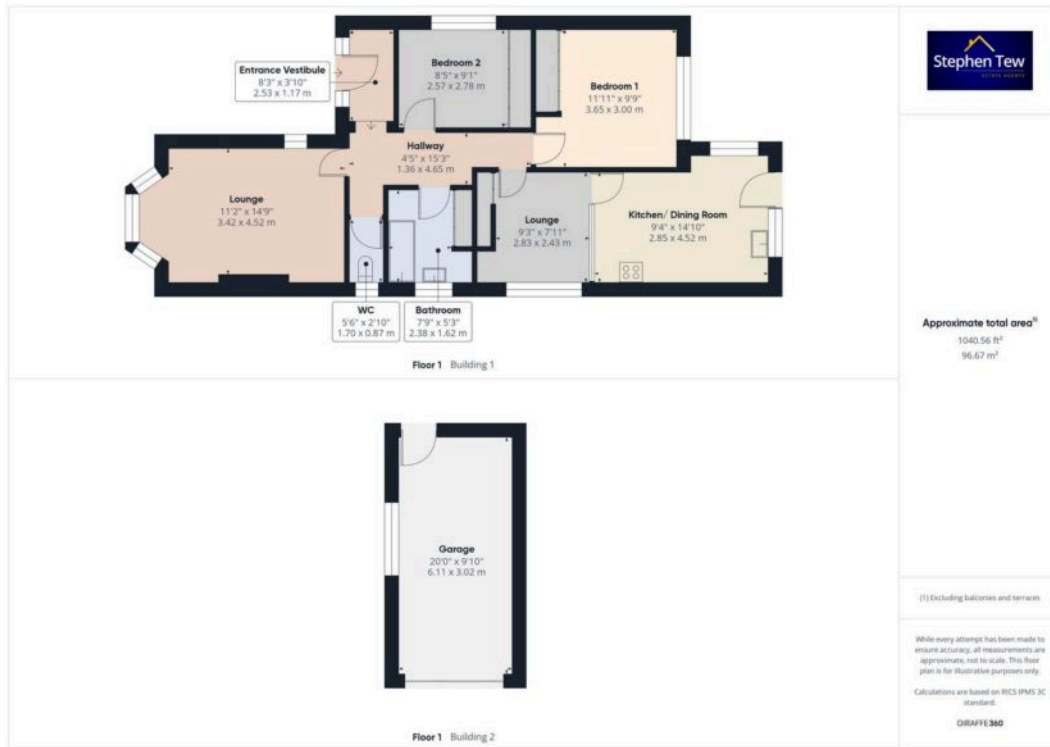 Entrance Vestibule
8'3" x 3'10"
2.53 x 1.17 m
Bedroom 2
8'5" x 9'1"
2.57 x 2.78 m
Bedroom 1
11'11" x 9'9"
3.65 x 3.00 m
Hallway
4'5" x 15'3"
1.36 x 4.65 m
Lounge
11'2" x 14'9"
3.42 x 4.52 m
Lounge
9'3" x 7'11"
2.83 x 2.43 m
Kitchen/ Dining Room
9'4" x 14'10"
2.85 x 4.52 m
WC
5'6" x 2'10"
1.70 x 0.87 m
Bathroom
7'9" x 5'3"
2.38 x 1.62 m
Floor 1 Building 1
Garage
20'0" x 9'10"
6.11 x 3.02 m
Floor 1 Building 2
Stephen Tew
ESTATE AGENTS
Approximate total area⁽¹⁾
1040.56 ft²
96.67 m²
(1) Excluding balconies and terraces
While every attempt has been made to
ensure accuracy, all measurements are
approximate, not to scale. This floor
plan is for illustrative purposes only.
Calculations are based on RICS IPMS 3C
standard.
GIRAFFE360